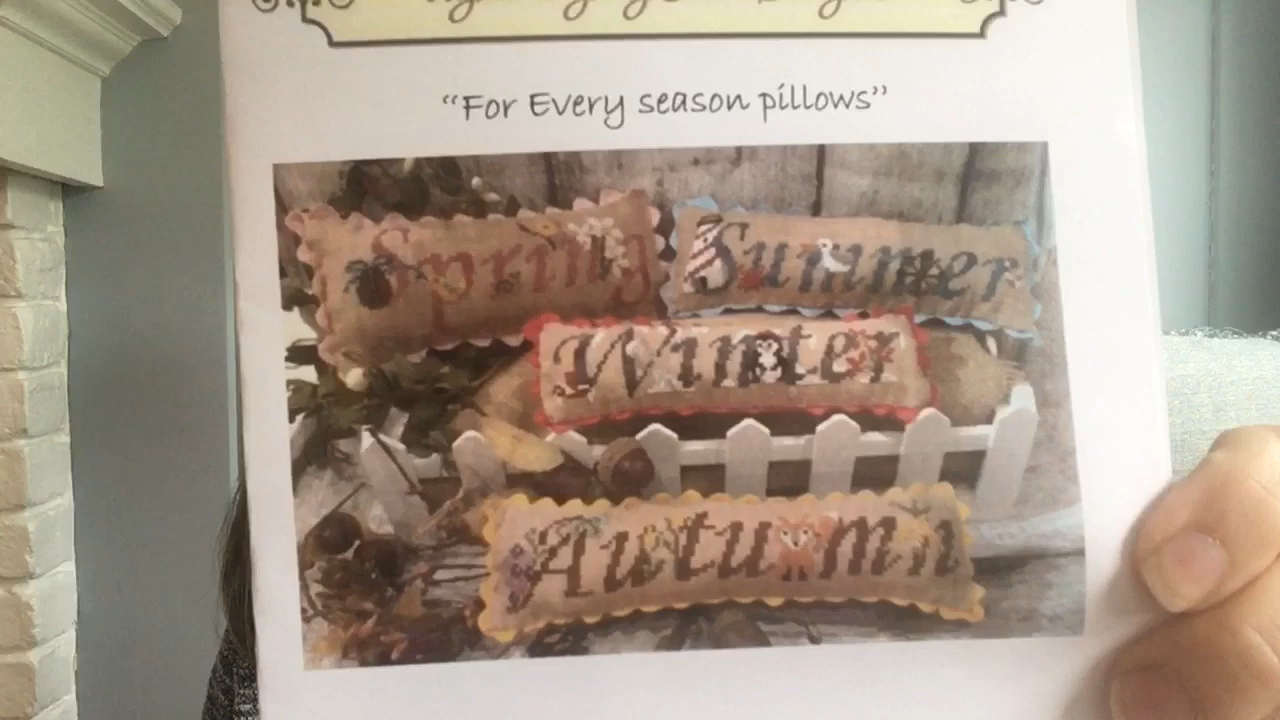 “For Every season pillows”
Spring
Summer
Winter
Autumn